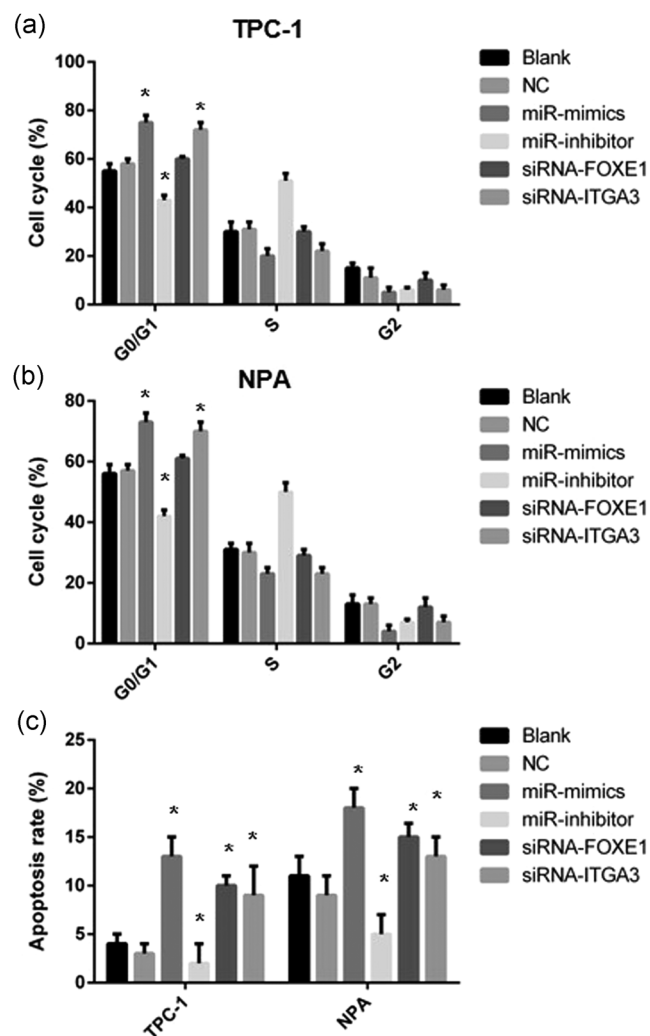 (a)
TPC-1
Cell cycle (%)
100
80
60
40
20
0
*
*
*
G0/G1
S
G2
Blank
NC
miR-mimics
miR-inhibitor
siRNA-FOXE1
siRNA-ITGA3
(b)
NPA
Cell cycle (%)
80
60
40
20
0
*
*
*
G0/G1
S
G2
Blank
NC
miR-mimics
miR-inhibitor
siRNA-FOXE1
siRNA-ITGA3
(c)
Apoptosis rate (%)
25
20
15
10
5
0
*
*
*
*
*
*
*
*
TPC-1
NPA
Blank
NC
miR-mimics
miR-inhibitor
siRNA-FOXE1
siRNA-ITGA3